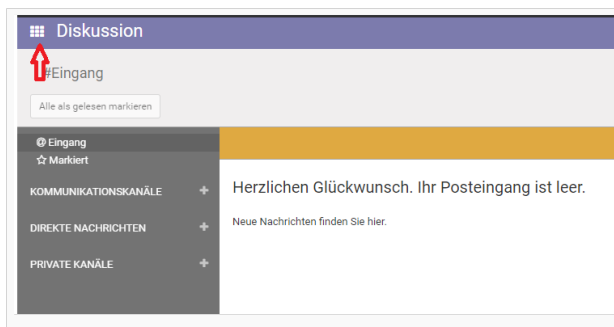 Diskussion
#Eingang
Alle als gelesen markieren
@ Eingang
Markiert
KOMMUNIKATIONSKANÄLE +
DIREKTE NACHRICHTEN +
PRIVATE KANÄLE +
Herzlichen Glückwunsch. Ihr Posteingang ist leer.
Neue Nachrichten finden Sie hier.